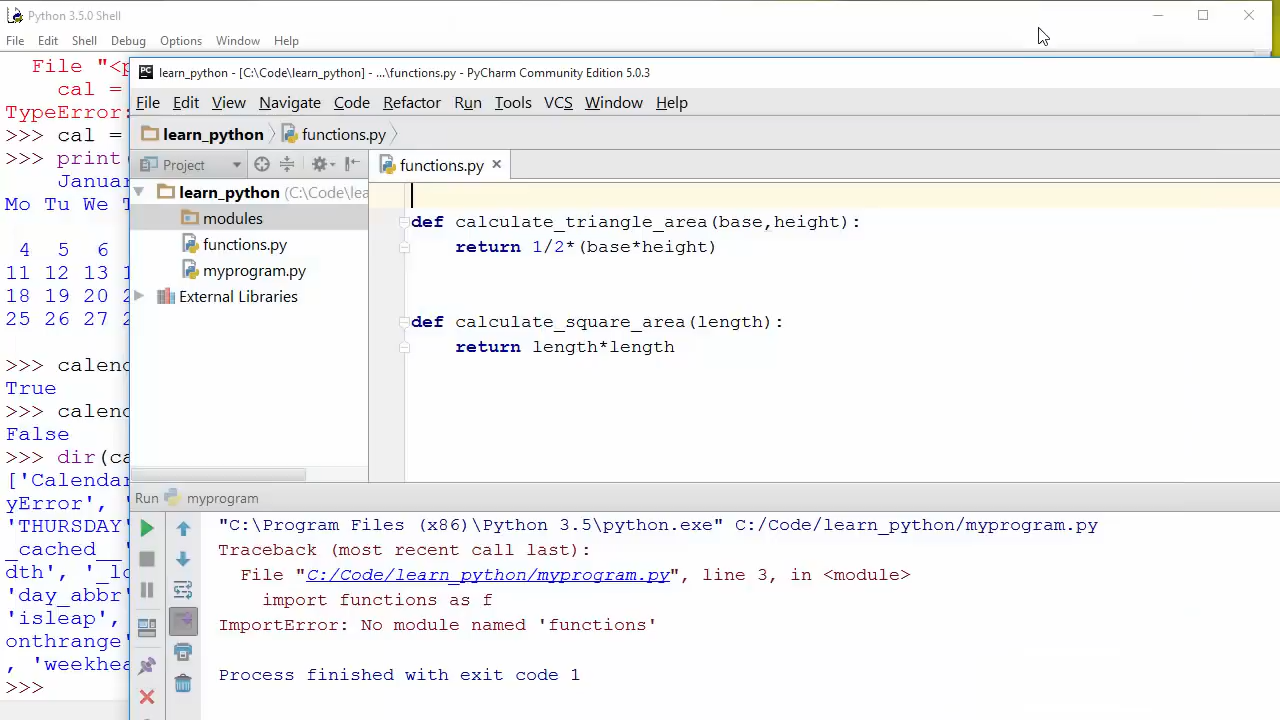 Python 3.5.0 Shell
File Edit Shell Debug Options Window Help
File "<p
cal =
TypeError:
>>> cal =
>>> print
Januar
Mo Tu We T
4 5 6
11 12 13 1
18 19 20 2
25 26 27 2
>>> calend
True
>>> calend
False
>>> dir(ca
['Calendar
yError', '
'THURSDAY'
_cached__'
dth', '_lo
'day_abbr'
'isleap',
onthrange'
, 'weekhea
>>>
learn_python - [C:\Code\learn_python] - ...\functions.py - PyCharm Community Edition 5.0.3
File Edit View Navigate Code Refactor Run Tools VCS Window Help
learn_python functions.py
Project
functions.py
learn_python (C:\Code\lea
modules
functions.py
myprogram.py
External Libraries
def calculate_triangle_area(base,height):
return 1/2*(base*height)
def calculate_square_area(length):
return length*length
Run myprogram
"C:\Program Files (x86)\Python 3.5\python.exe" C:/Code/learn_python/myprogram.py
Traceback (most recent call last):
File "C:/Code/learn_python/myprogram.py", line 3, in <module>
import functions as f
ImportError: No module named 'functions'
Process finished with exit code 1